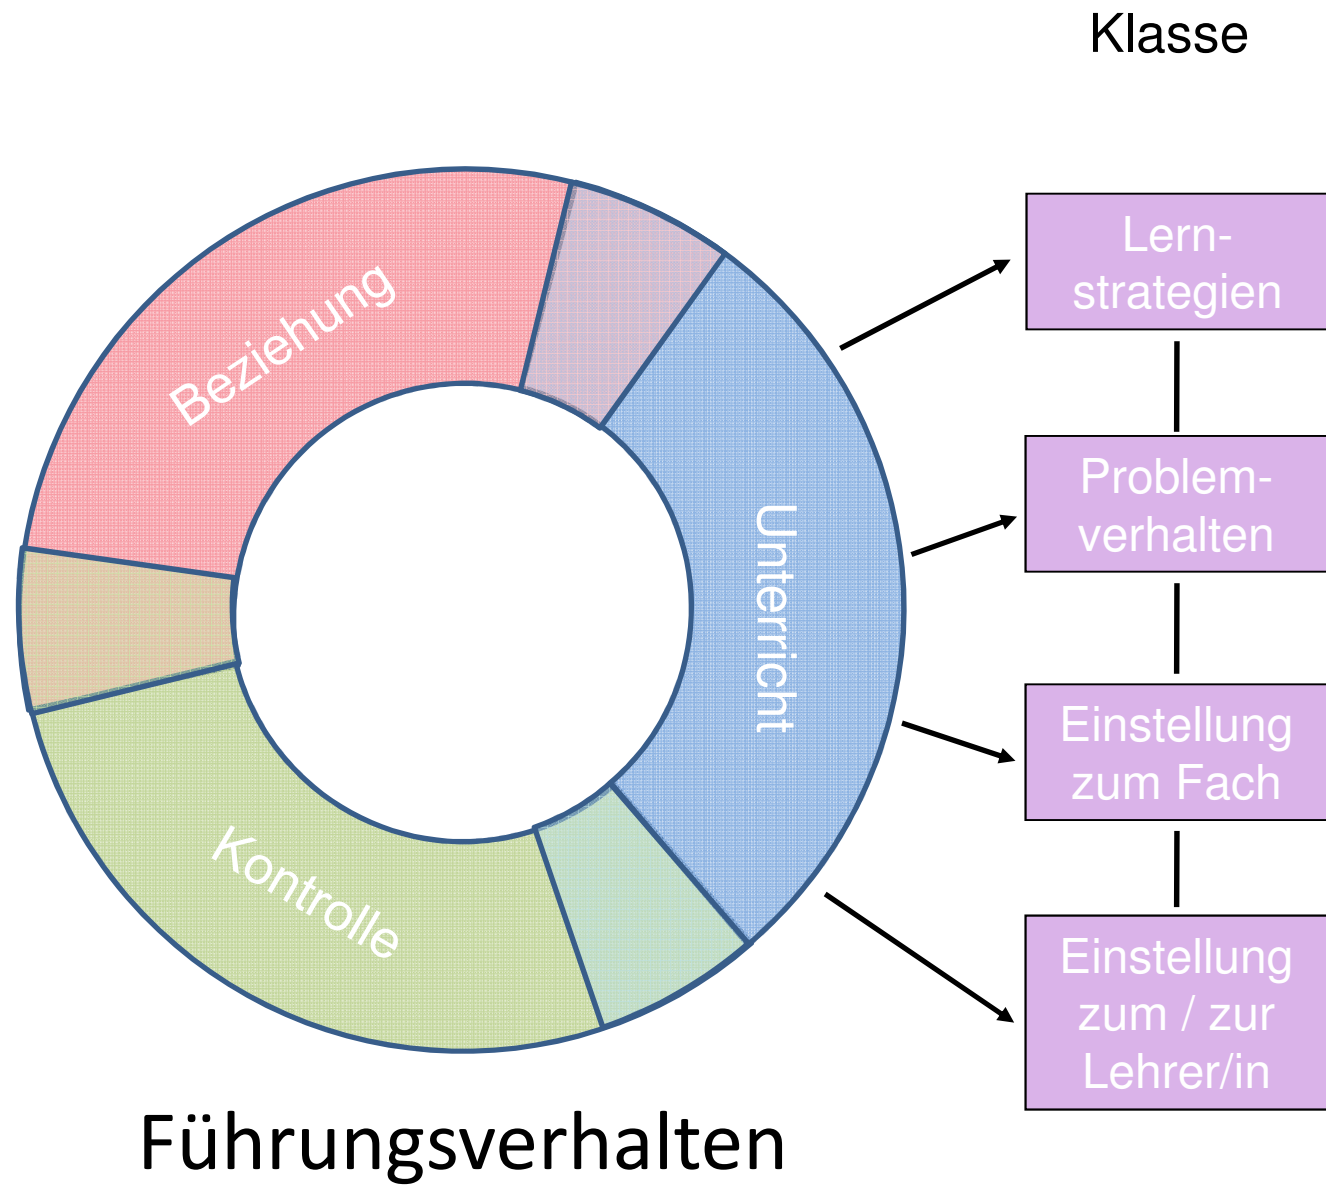 Klasse
Beziehung
Unterricht
Kontrolle
Lern-
strategien
Problem-
verhalten
Einstellung
zum Fach
Einstellung
zum / zur
Lehrer/in
Führungsverhalten